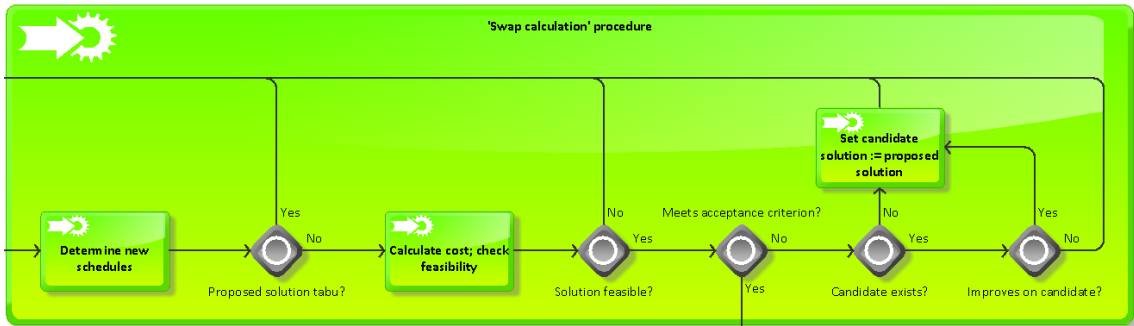 'Swap calculation' procedure
Set candidate
solution := proposed
solution
Yes
No
Meets acceptance criterion?
No
Yes
Determine new
schedules
No
Calculate cost; check
feasibility
Yes
No
Yes
No
Proposed solution tabu?
Solution feasible?
Yes
Candidate exists?
Improves on candidate?